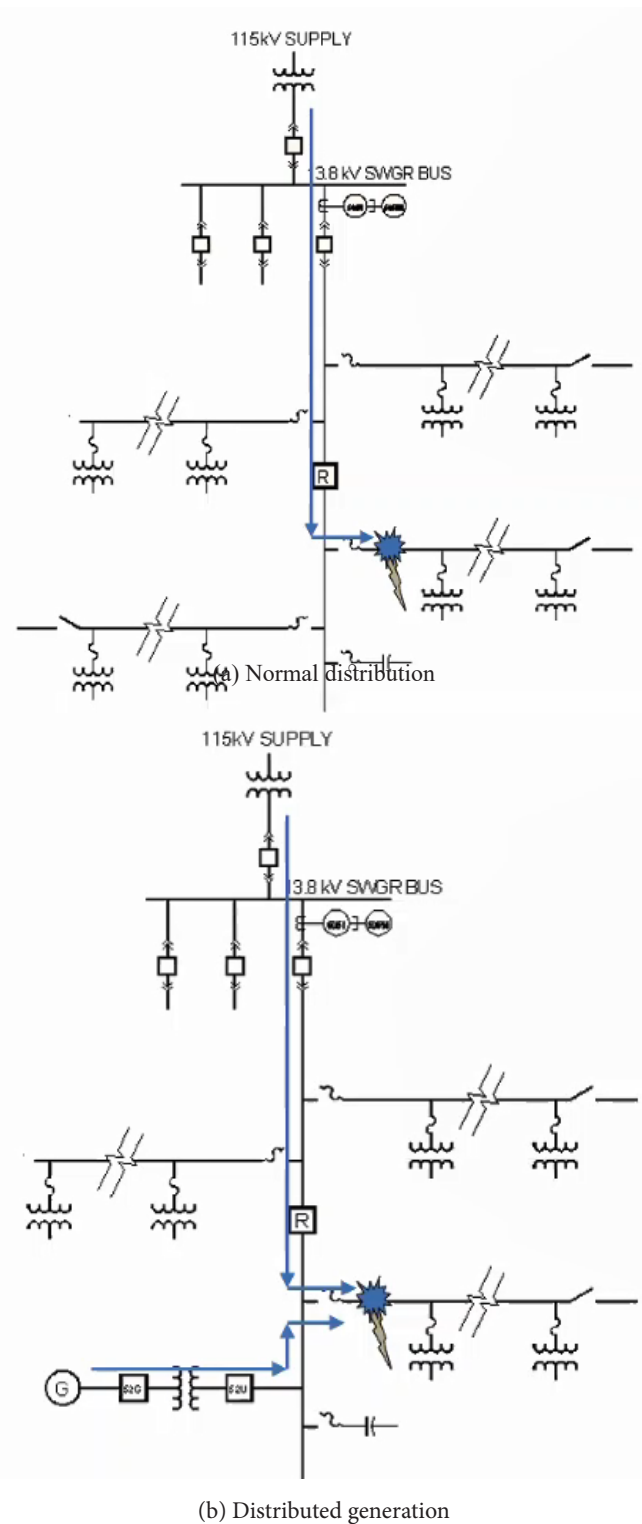 115kV SUPPLY
13.8 kV SWGR BUS
R
(a) Normal distribution
115kV SUPPLY
13.8 kV SWGR BUS
R
G
52G
52U
(b) Distributed generation